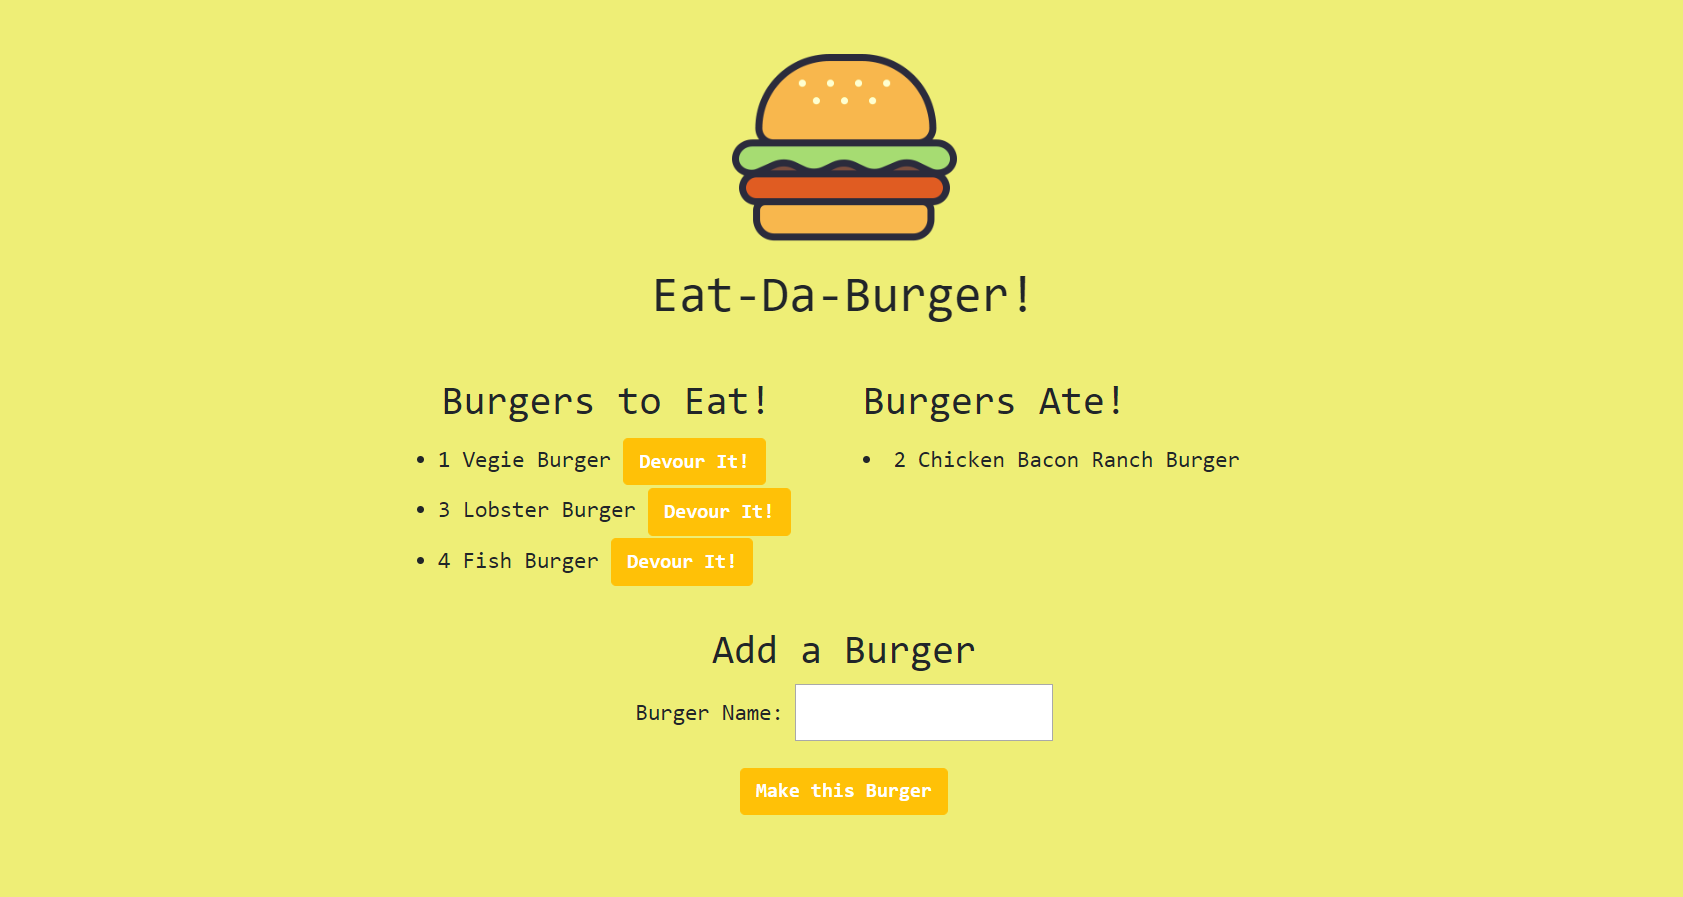 Eat-Da-Burger!
Burgers to Eat!
1 Vegie Burger Devour It!
3 Lobster Burger Devour It!
4 Fish Burger Devour It!
Burgers Ate!
2 Chicken Bacon Ranch Burger
Add a Burger
Burger Name:
Make this Burger